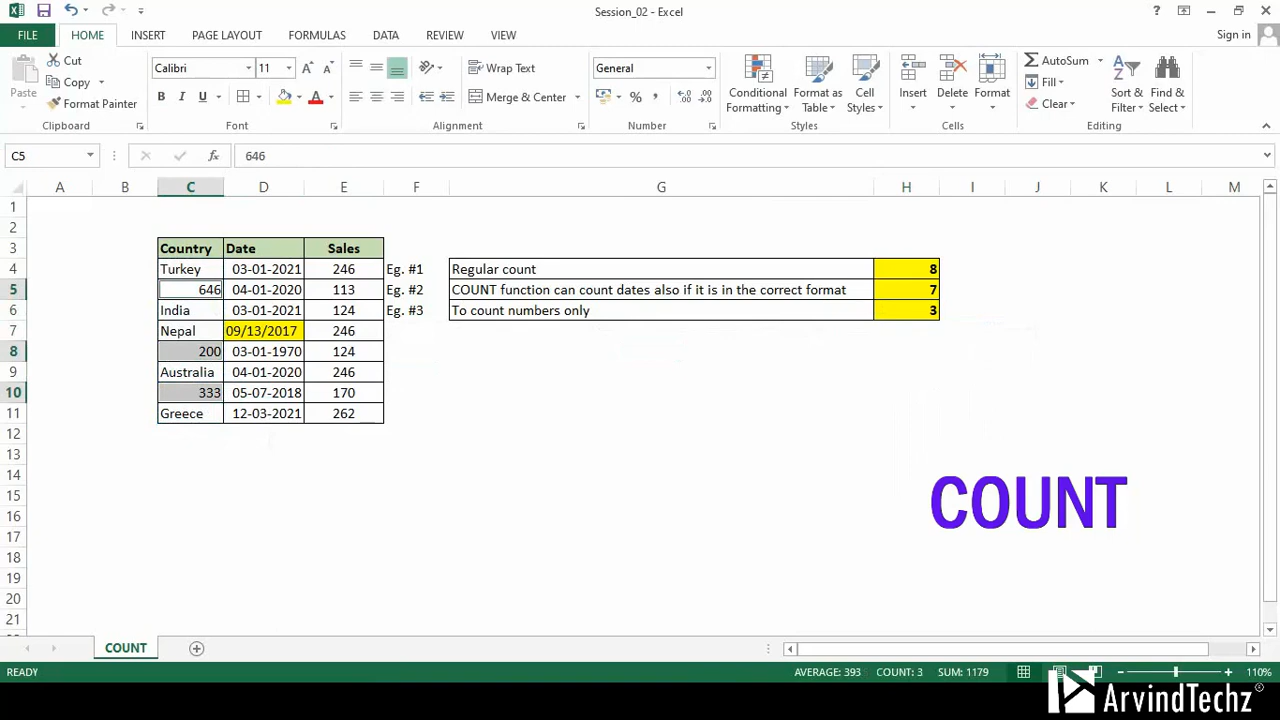 Session_02 - Excel
?
FILE HOME INSERT PAGE LAYOUT FORMULAS DATA REVIEW VIEW Sign in
Paste
Cut
Copy
Format Painter
Clipboard
Calibri 11
B I U
Font
Wrap Text
Merge & Center
Alignment
General
Number
Conditional Formatting
Format as Table
Cell Styles
Styles
Insert
Delete
Format
Cells
AutoSum
Fill
Clear
Sort & Filter
Find & Select
Editing
C5 fx 646
A B C D E F G H I J K L M
1
2
3 Country Date Sales
4 Turkey 03-01-2021 246 Eg. #1 Regular count 8
5 646 04-01-2020 113 Eg. #2 COUNT function can count dates also if it is in the correct format 7
6 India 03-01-2021 124 Eg. #3 To count numbers only 3
7 Nepal 09/13/2017 246
8 200 03-01-1970 124
9 Australia 04-01-2020 246
10 333 05-07-2018 170
11 Greece 12-03-2021 262
12
13
14
15
16
17
18
19
20
21
COUNT
COUNT
READY AVERAGE: 393 COUNT: 3 SUM: 1179 110%
ArvindTechz